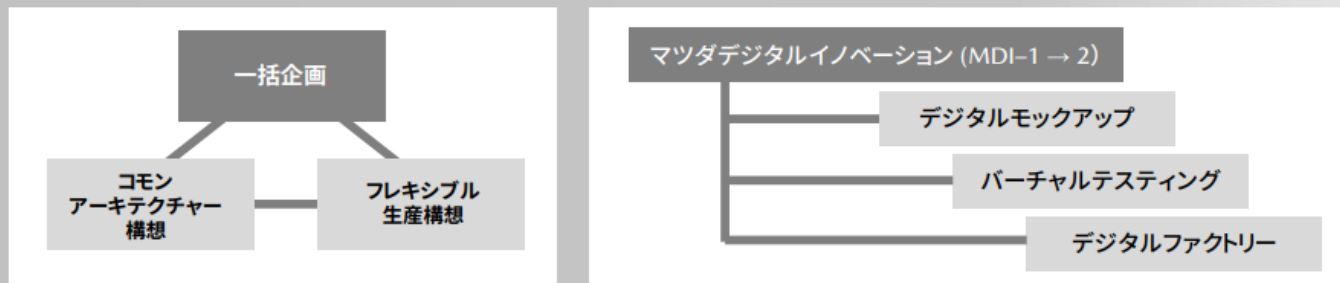 一括企画
コモン
アーキテクチャー
構想
フレキシブル
生産構想
マツダデジタルイノベーション (MDI–1 → 2)
デジタルモックアップ
バーチャルテスティング
デジタルファクトリー